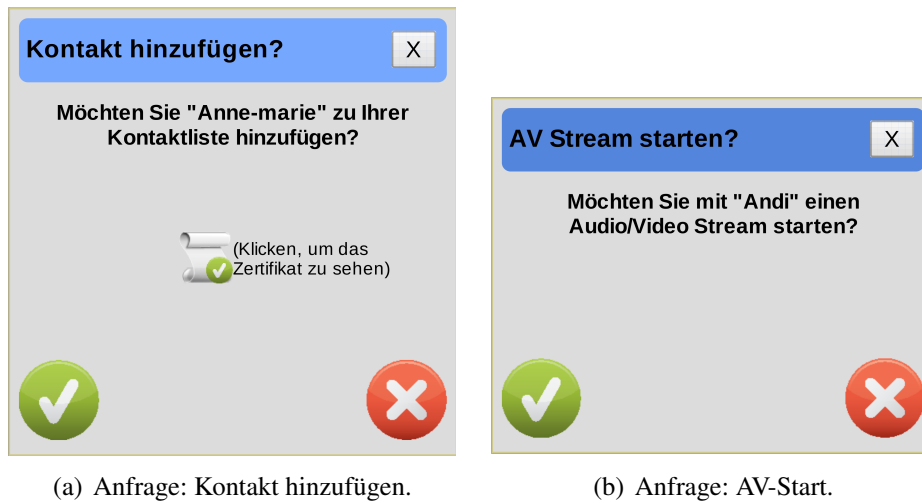 Kontakt hinzufügen?
X
Möchten Sie "Anne-marie" zu Ihrer
Kontaktliste hinzufügen?
(Klicken, um das
Zertifikat zu sehen)
(a) Anfrage: Kontakt hinzufügen.
AV Stream starten?
X
Möchten Sie mit "Andi" einen
Audio/Video Stream starten?
(b) Anfrage: AV-Start.